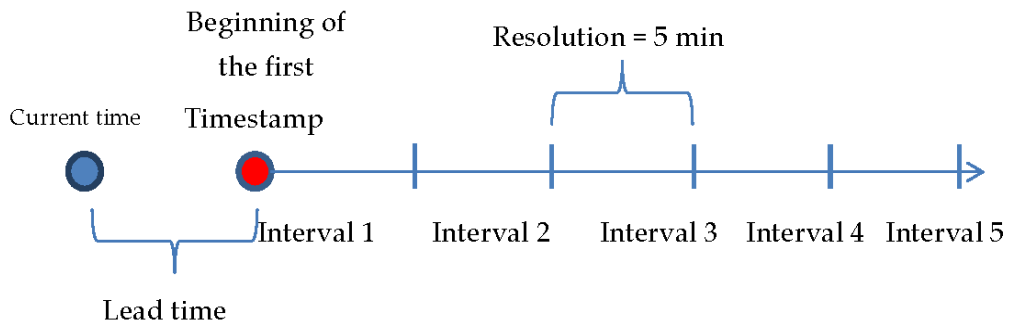 Beginning of
the first
Timestamp
Resolution = 5 min
Current time
Interval 1
Interval 2
Interval 3
Interval 4
Interval 5
Lead time